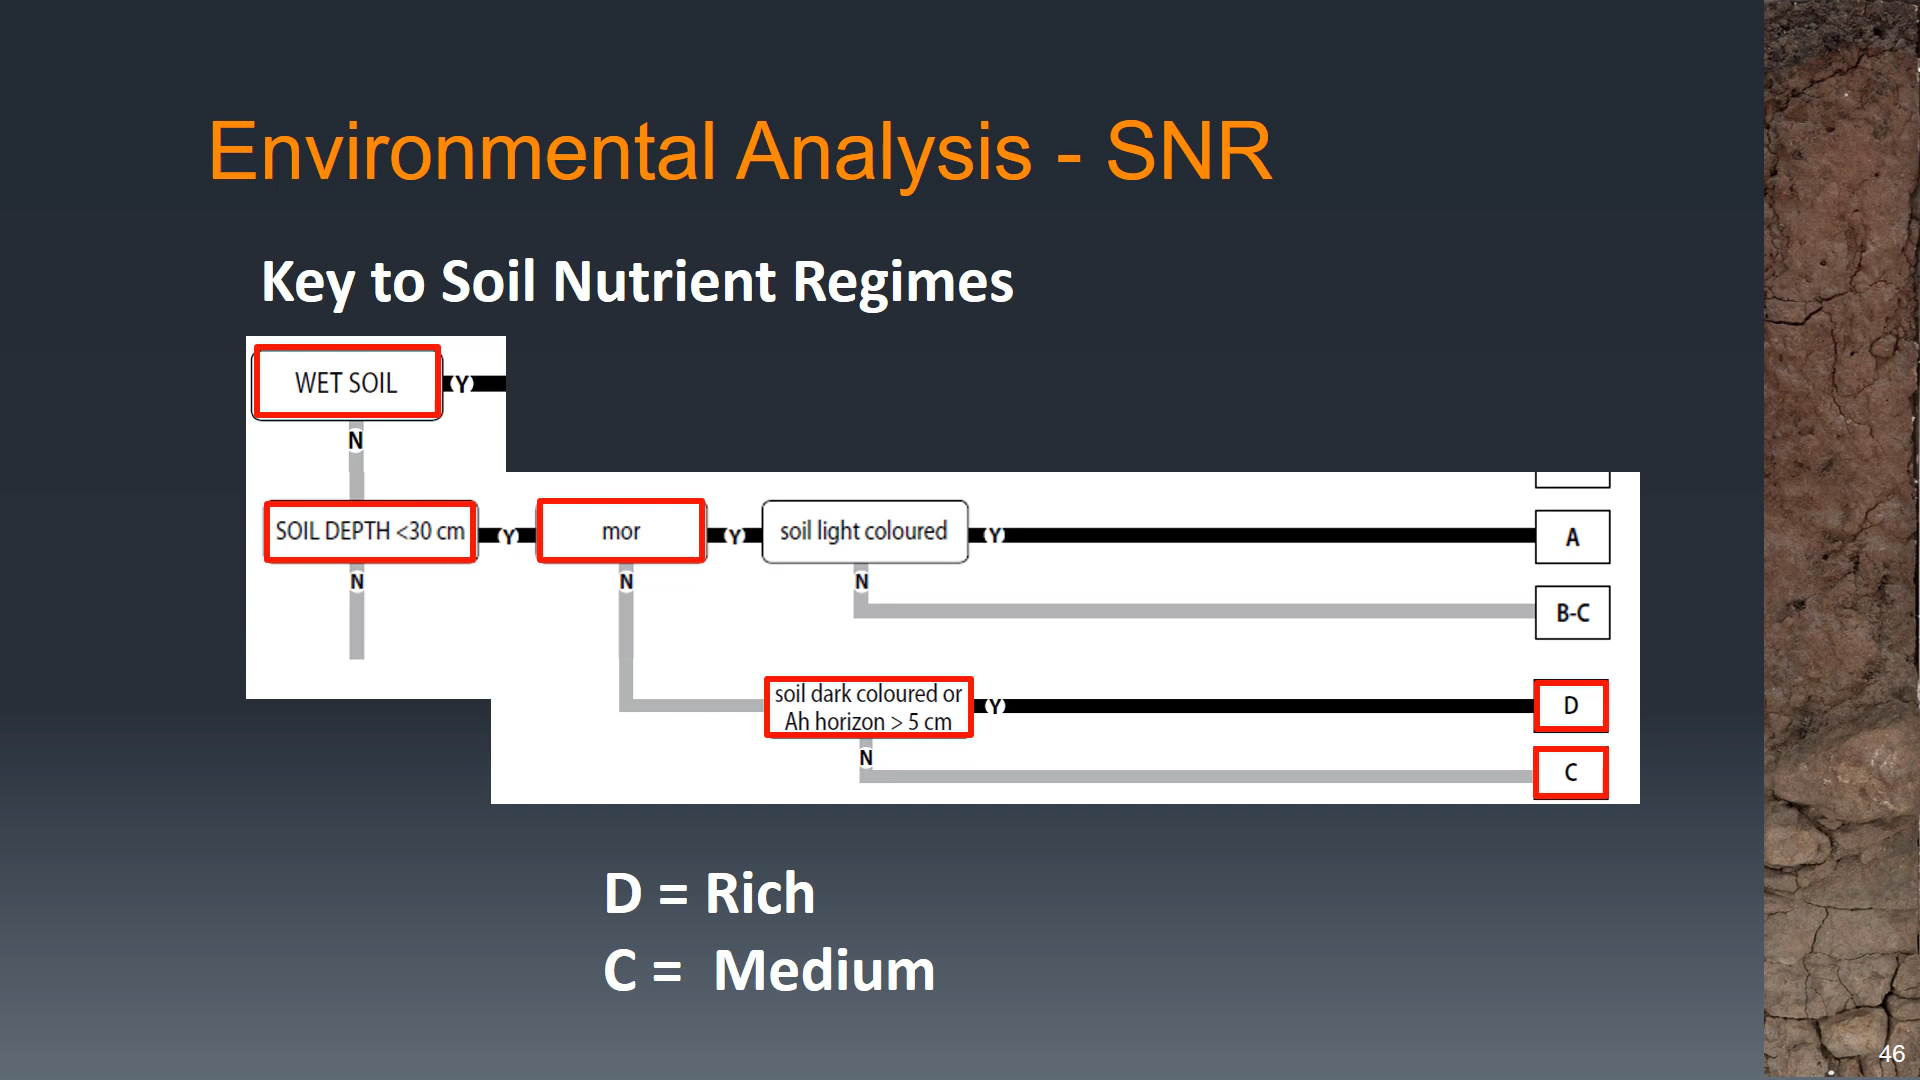 Environmental Analysis - SNR
Key to Soil Nutrient Regimes
WET SOIL
Y
N
SOIL DEPTH <30 cm
Y
mor
Y
soil light coloured
Y
A
N
N
N
B-C
soil dark coloured or
Ah horizon > 5 cm
Y
D
N
C
D = Rich
C = Medium
46